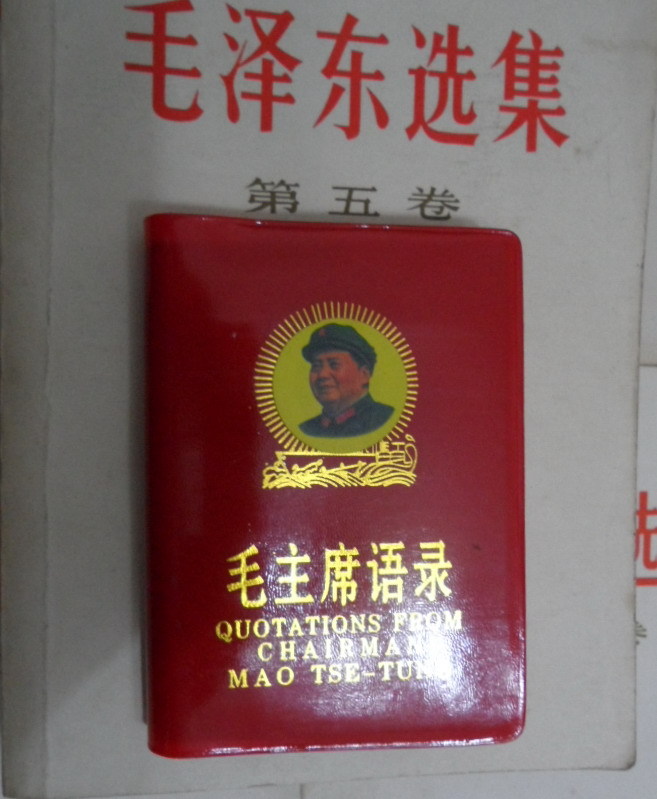 毛泽东选集
第五卷
毛主席语录
QUOTATIONS FROM
CHAIRMAN
MAO TSE-TUNG
选